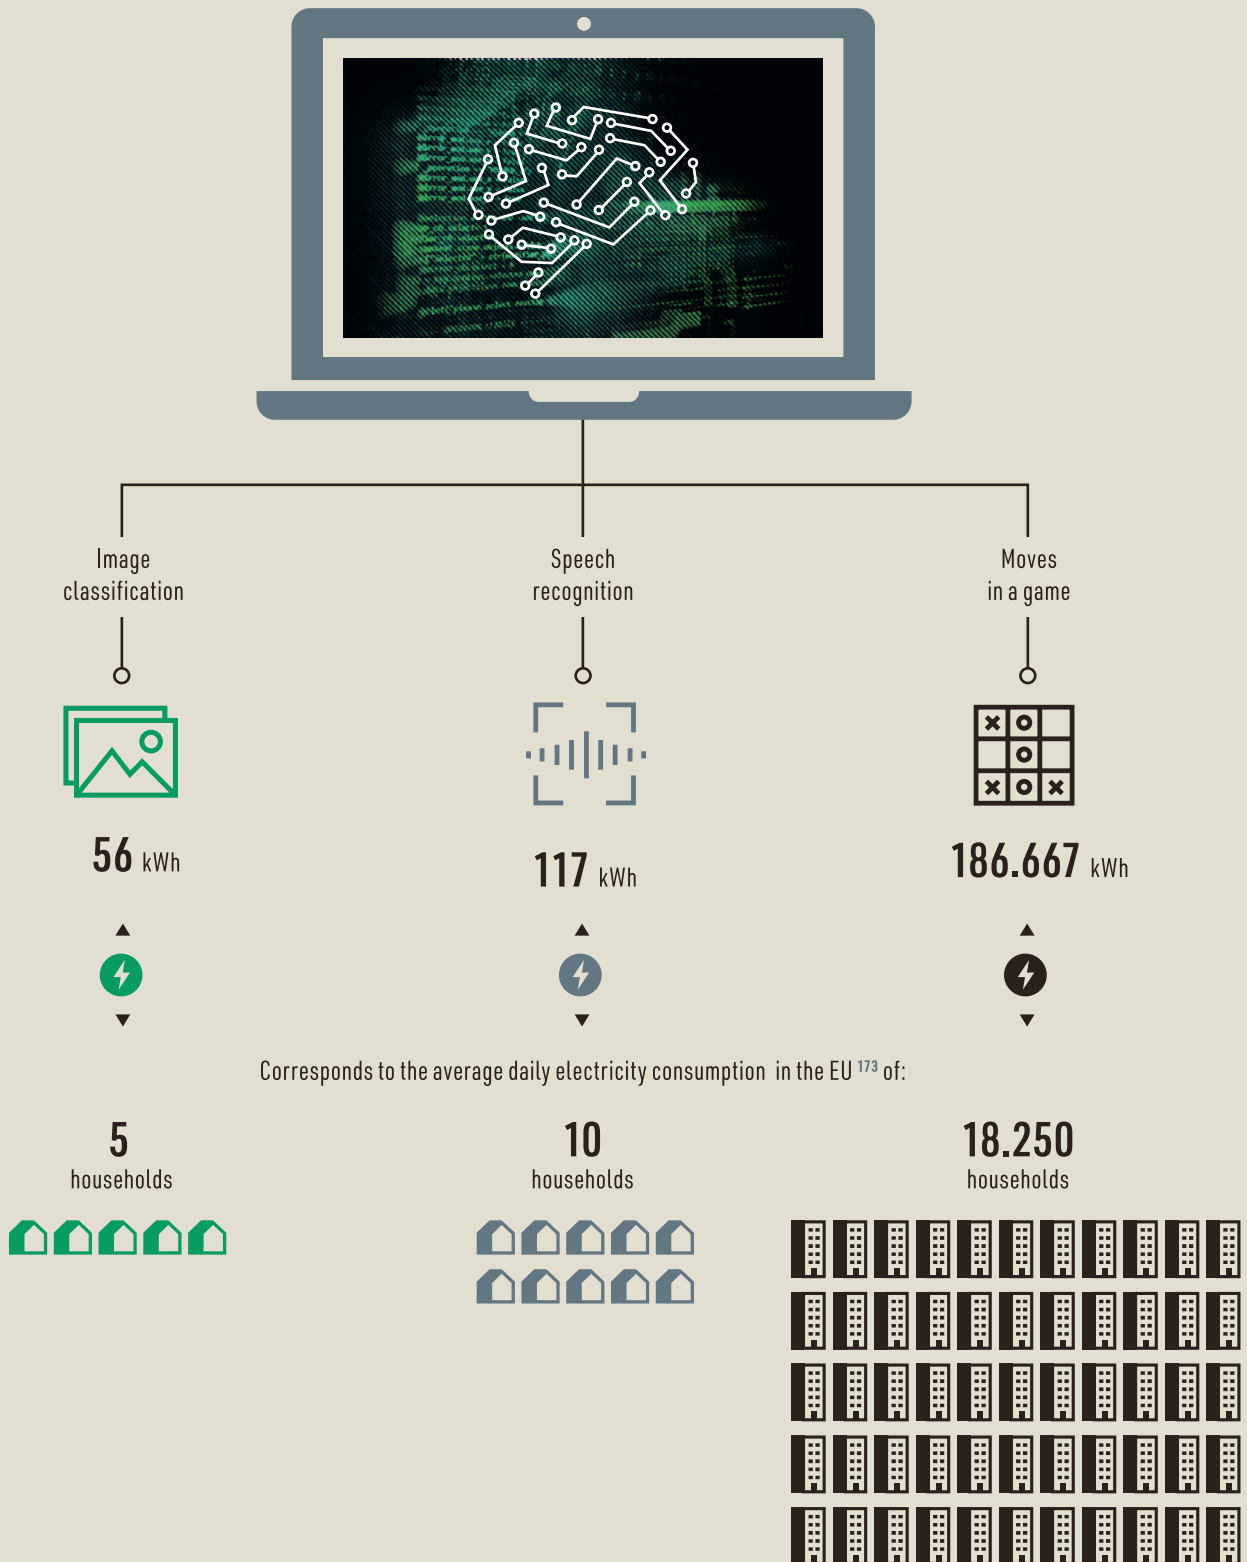 Image
classification
Speech
recognition
Moves
in a game
56 kWh
117 kWh
186.667 kWh
Corresponds to the average daily electricity consumption in the EU 173 of:
5
households
10
households
18.250
households